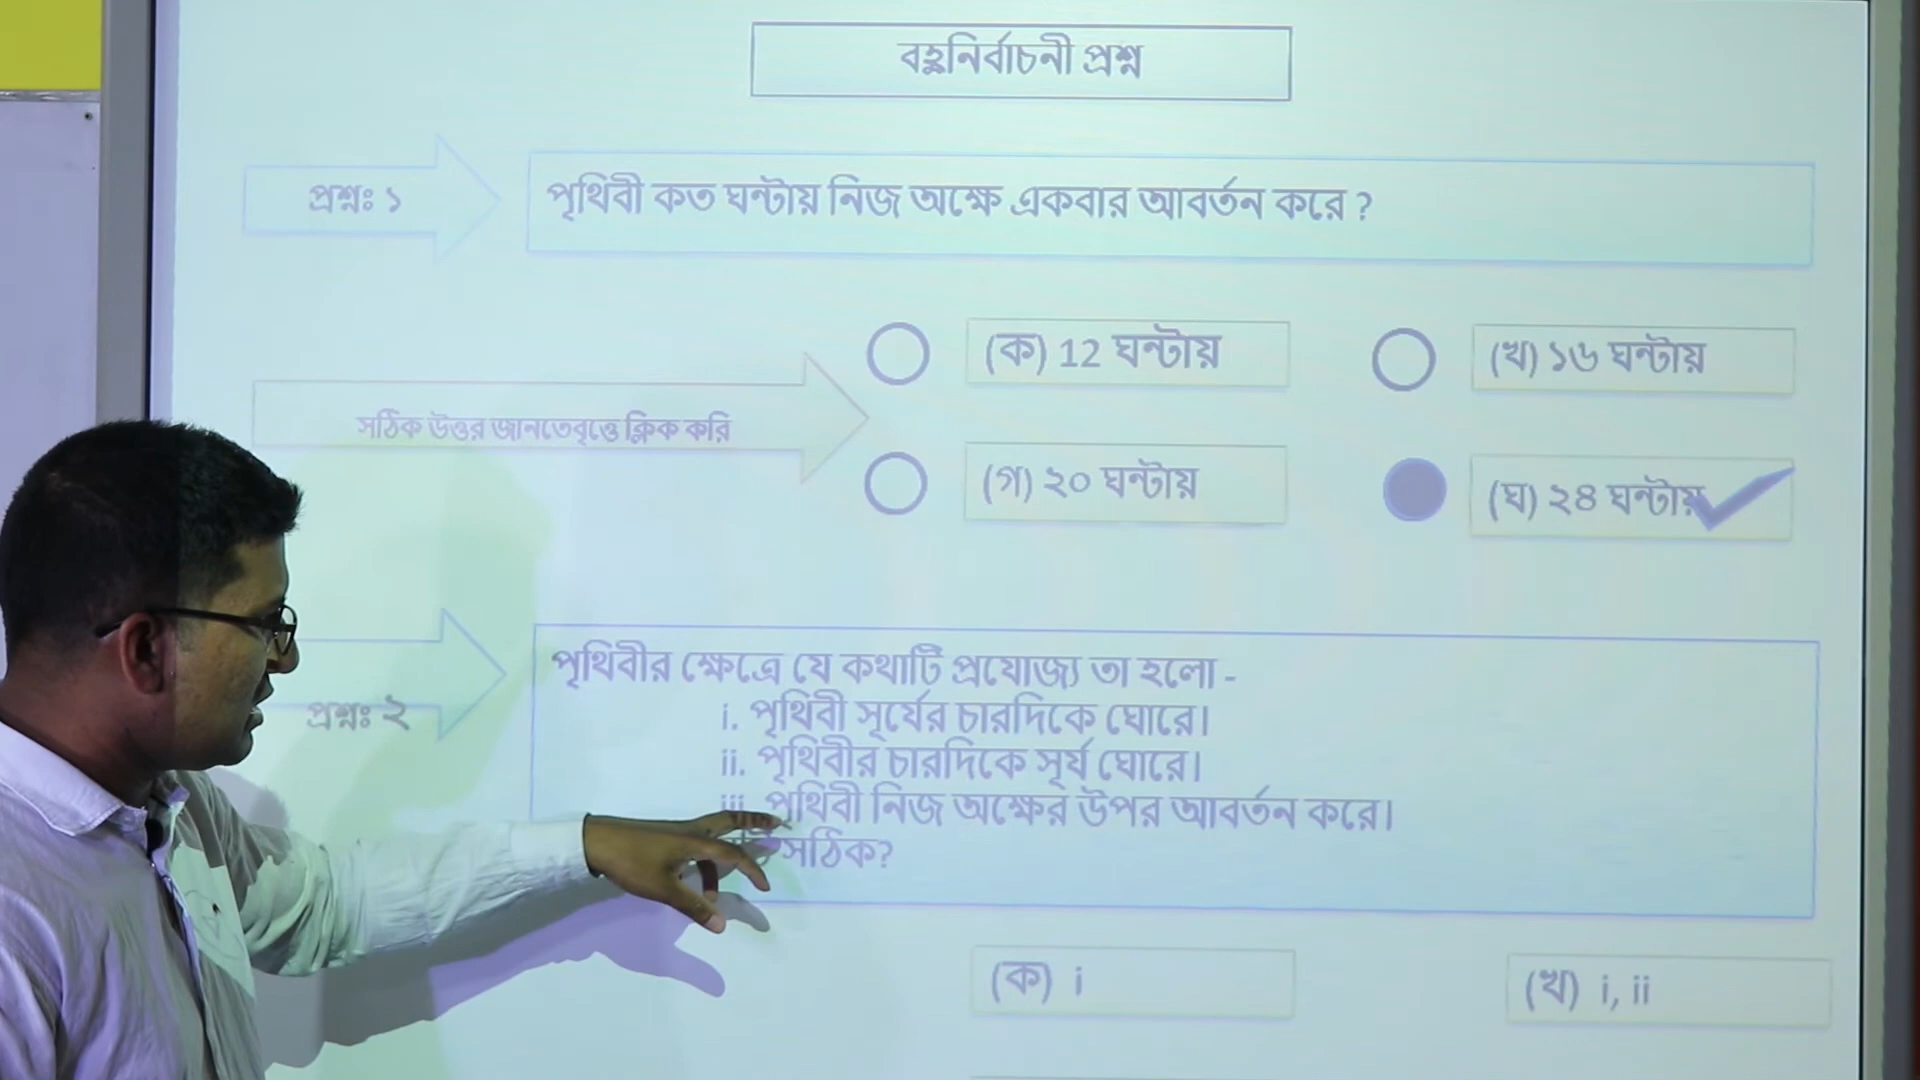 বহুনির্বাচনী প্রশ্ন
প্রশ্নঃ ১
পৃথিবী কত ঘন্টায় নিজ অক্ষে একবার আবর্তন করে ?
(ক) 12 ঘন্টায়
(খ) ১৬ ঘন্টায়
সঠিক উত্তর জানতেবৃত্তে ক্লিক করি
(গ) ২০ ঘন্টায়
(ঘ) ২৪ ঘন্টায়
প্রশ্নঃ ২
পৃথিবীর ক্ষেত্রে যে কথাটি প্রযোজ্য তা হলো -
i. পৃথিবী সূর্যের চারদিকে ঘোরে।
ii. পৃথিবীর চারদিকে সূর্য ঘোরে।
iii. পৃথিবী নিজ অক্ষের উপর আবর্তন করে।
সঠিক?
(ক) i
(খ) i, ii